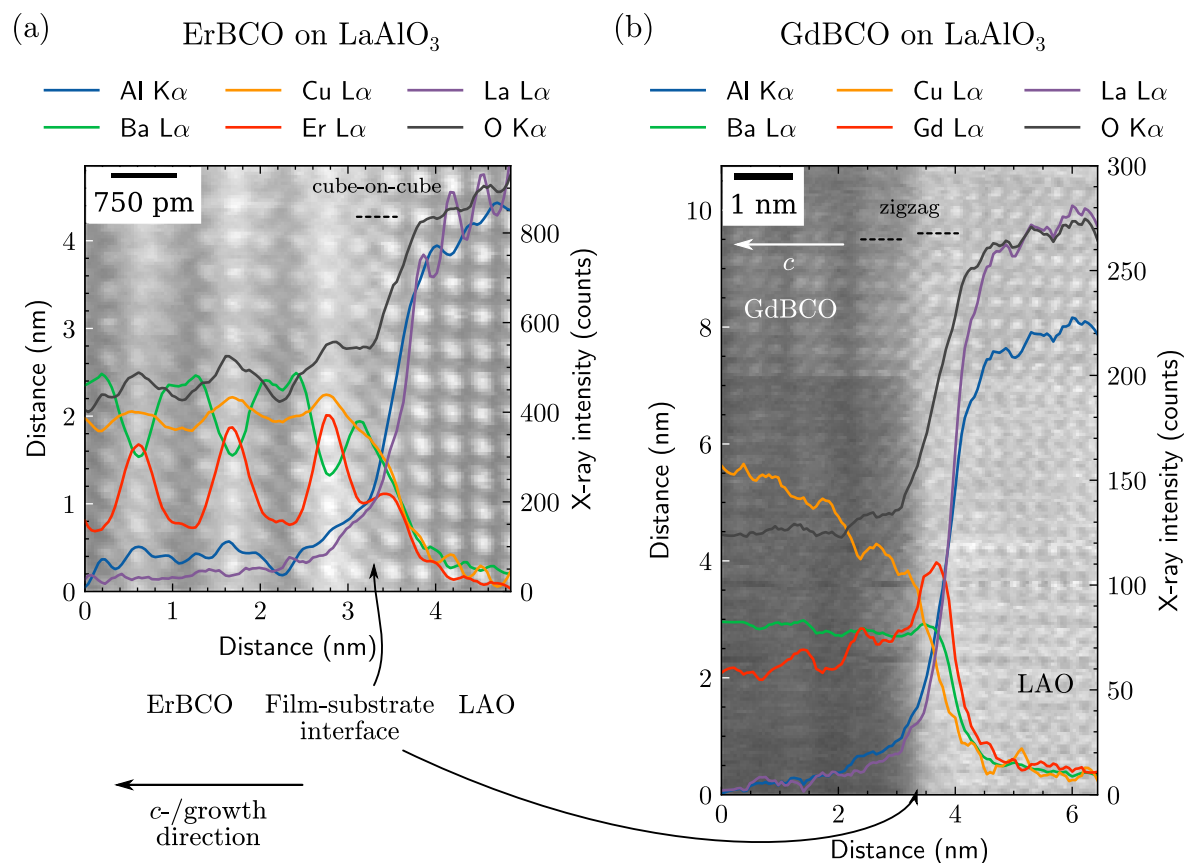 (a)
ErBCO on LaAlO₃
Al Kα
Cu Lα
La Lα
Ba Lα
Er Lα
O Kα
750 pm
cube-on-cube
Distance (nm)
4
3
2
1
0
X-ray intensity (counts)
800
600
400
200
0
0 1 2 3 4
Distance (nm)
ErBCO
Film-substrate
interface
LAO
c-/growth
direction
(b)
GdBCO on LaAlO₃
Al Kα
Cu Lα
La Lα
Ba Lα
Gd Lα
O Kα
1 nm
zigzag
c
GdBCO
LAO
Distance (nm)
10
8
6
4
2
0
X-ray intensity (counts)
300
250
200
150
100
50
0
0 2 4 6
Distance (nm)